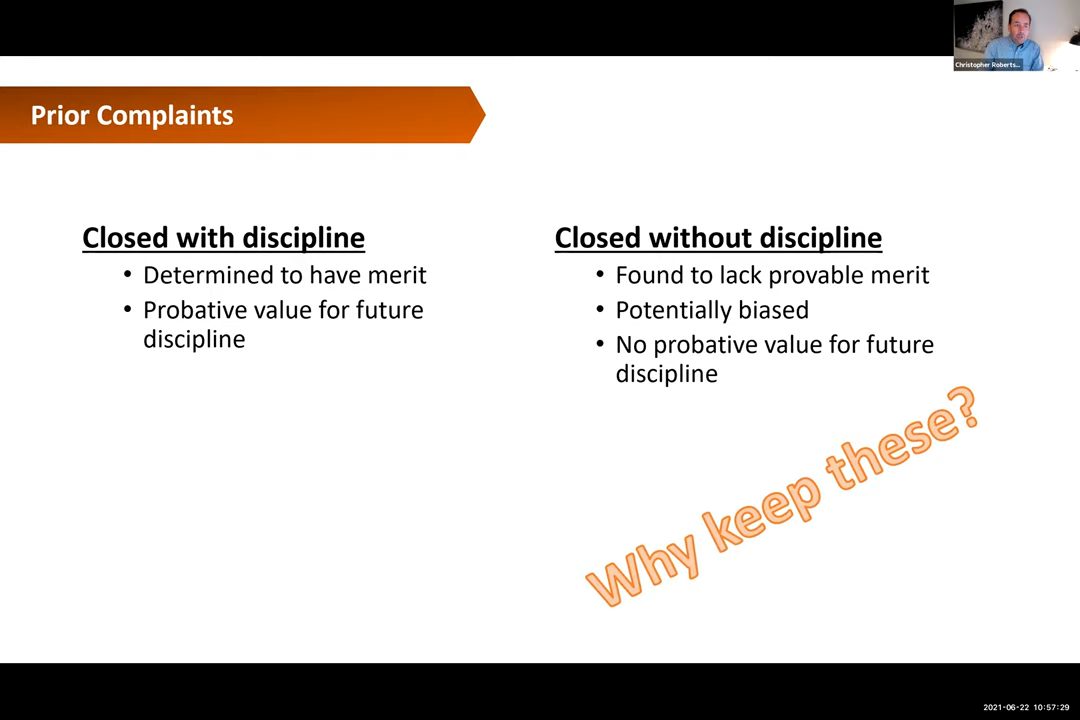 Christopher Roberts...
Prior Complaints
Closed with discipline
• Determined to have merit
• Probative value for future
discipline
Closed without discipline
• Found to lack provable merit
• Potentially biased
• No probative value for future
discipline
Why keep these?
2021-06-22 10:57:29